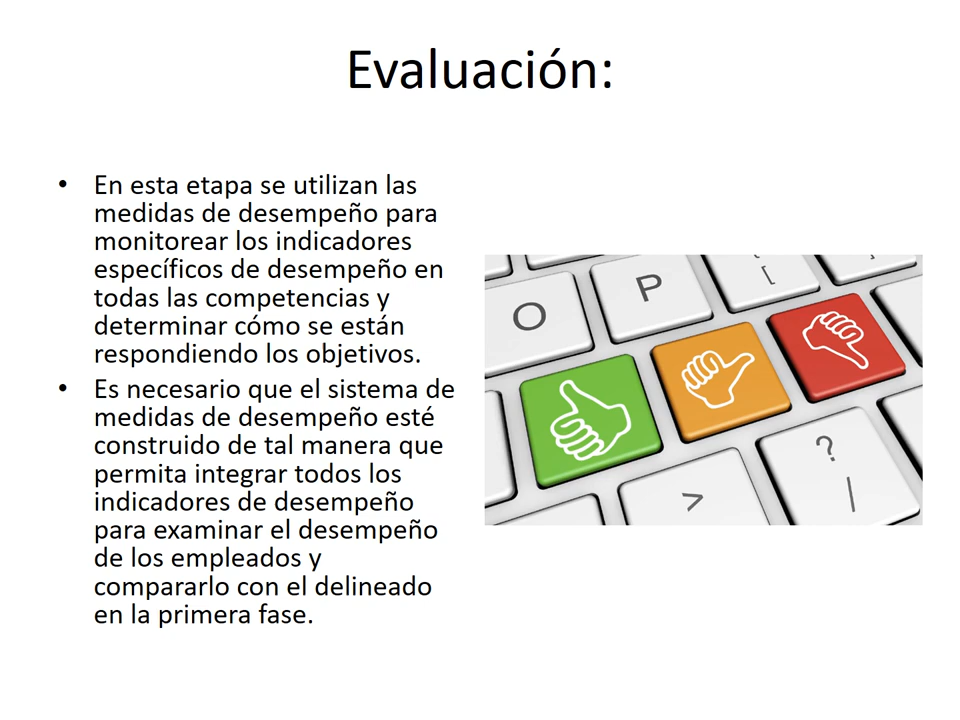 Evaluación:
• En esta etapa se utilizan las
medidas de desempeño para
monitorear los indicadores
específicos de desempeño en
todas las competencias y
determinar cómo se están
respondiendo los objetivos.
• Es necesario que el sistema de
medidas de desempeño esté
construido de tal manera que
permita integrar todos los
indicadores de desempeño
para examinar el desempeño
de los empleados y
compararlo con el delineado
en la primera fase.
O P [
> ? /